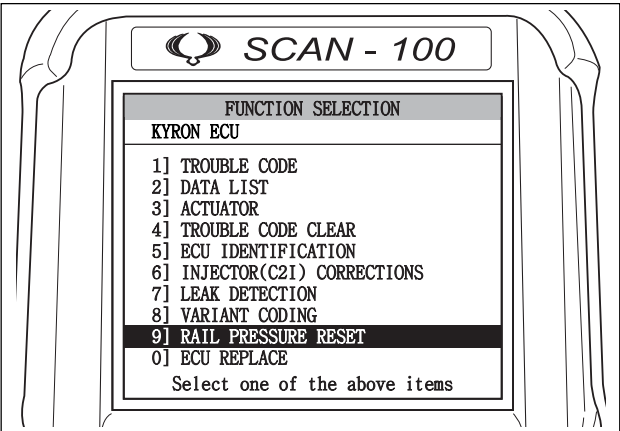 SCAN - 100
FUNCTION SELECTION
KYRON ECU
1] TROUBLE CODE
2] DATA LIST
3] ACTUATOR
4] TROUBLE CODE CLEAR
5] ECU IDENTIFICATION
6] INJECTOR(C2I) CORRECTIONS
7] LEAK DETECTION
8] VARIANT CODING
9] RAIL PRESSURE RESET
0] ECU REPLACE
Select one of the above items